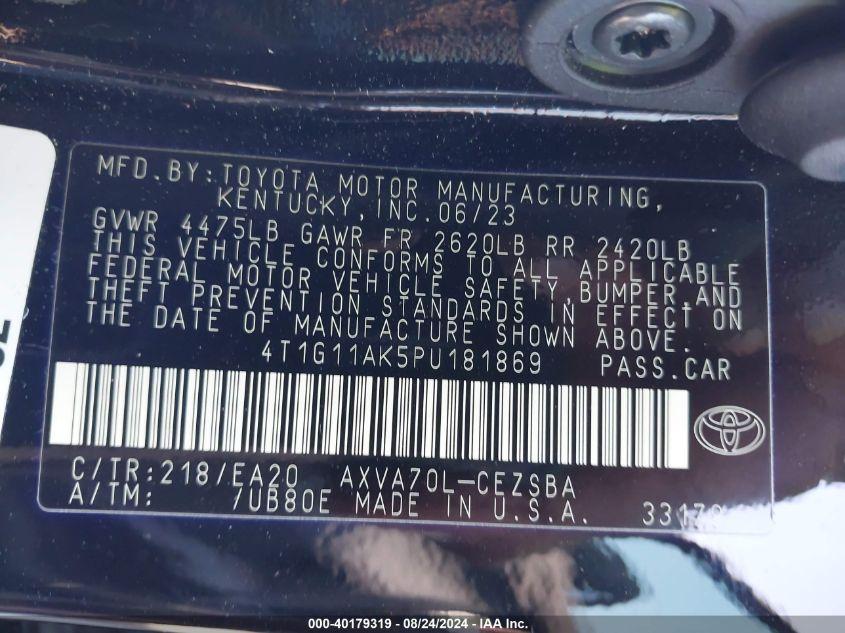 MFD.BY:TOYOTA MOTOR MANUFACTURING,
KENTUCKY,INC.06/23
GVWR 4475LB GAWR FR 2620LB RR 2420LB
THIS VEHICLE CONFORMS TO ALL APPLICABLE
FEDERAL MOTOR VEHICLE SAFETY,BUMPER,AND
THEFT PREVENTION STANDARDS IN EFFECT ON
THE DATE OF MANUFACTURE SHOWN ABOVE.
4T1G11AK5PU181869 PASS.CAR
C/TR:218/EA20 AXVA70L-CEZSBA
A/TM: 7UB80E MADE IN U.S.A.
000-40179319 - 08/24/2024 - IAA Inc.